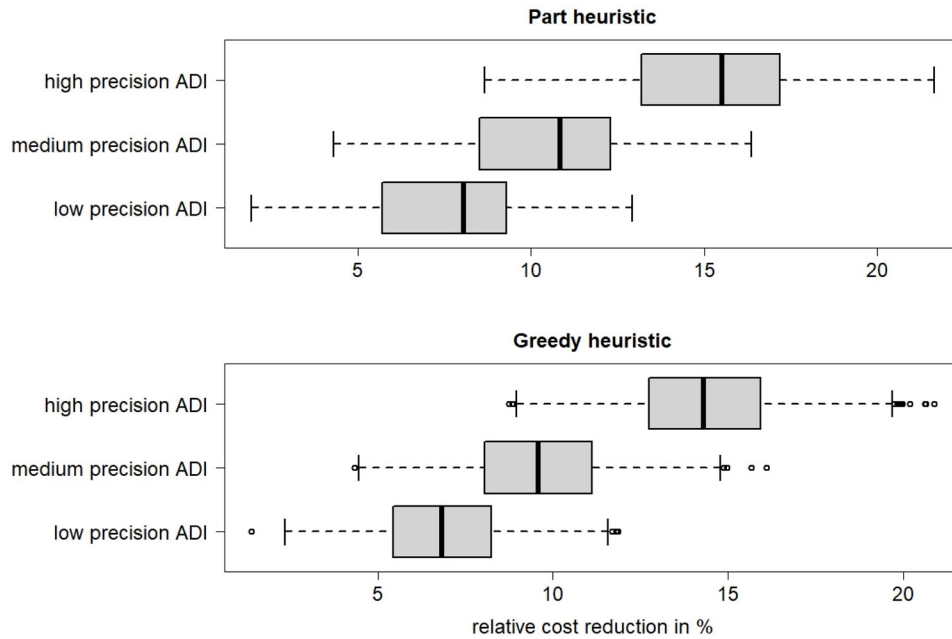 Part heuristic
high precision ADI
medium precision ADI
low precision ADI
5 10 15 20
Greedy heuristic
high precision ADI
medium precision ADI
low precision ADI
5 10 15 20
relative cost reduction in %